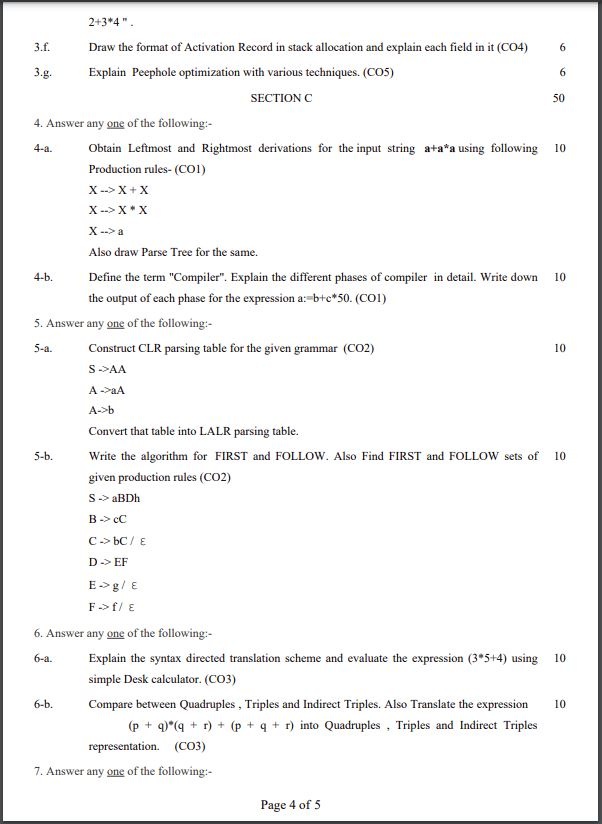 2+3*4 " .
3.f. Draw the format of Activation Record in stack allocation and explain each field in it (CO4) 6
3.g. Explain Peephole optimization with various techniques. (CO5) 6
SECTION C 50
4. Answer any one of the following:-
4-a. Obtain Leftmost and Rightmost derivations for the input string a+a*a using following 10
Production rules- (CO1)
X --> X + X
X --> X * X
X --> a
Also draw Parse Tree for the same.
4-b. Define the term "Compiler". Explain the different phases of compiler in detail. Write down 10
the output of each phase for the expression a:=b+c*50. (CO1)
5. Answer any one of the following:-
5-a. Construct CLR parsing table for the given grammar (CO2) 10
S ->AA
A ->aA
A->b
Convert that table into LALR parsing table.
5-b. Write the algorithm for FIRST and FOLLOW. Also Find FIRST and FOLLOW sets of 10
given production rules (CO2)
S -> aBDh
B -> cC
C -> bC / ε
D -> EF
E -> g / ε
F -> f / ε
6. Answer any one of the following:-
6-a. Explain the syntax directed translation scheme and evaluate the expression (3*5+4) using 10
simple Desk calculator. (CO3)
6-b. Compare between Quadruples , Triples and Indirect Triples. Also Translate the expression 10
(p + q)*(q + r) + (p + q + r) into Quadruples , Triples and Indirect Triples
representation. (CO3)
7. Answer any one of the following:-
Page 4 of 5